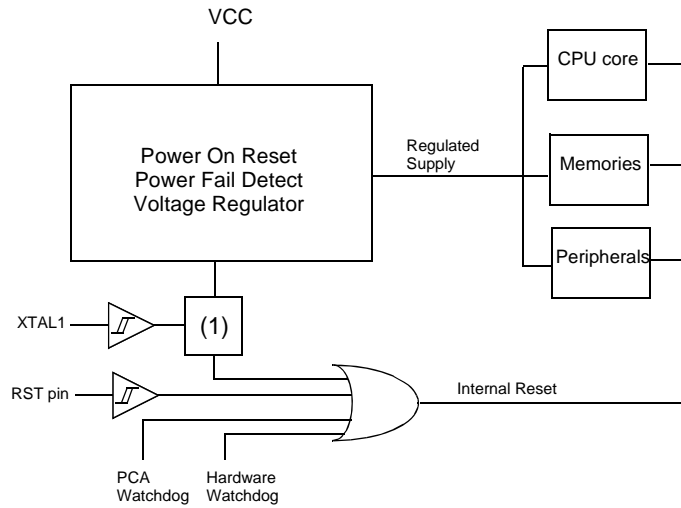 VCC
CPU core
Power On Reset
Power Fail Detect
Voltage Regulator
Regulated
Supply
Memories
Peripherals
XTAL1
(1)
RST pin
Internal Reset
PCA
Watchdog
Hardware
Watchdog